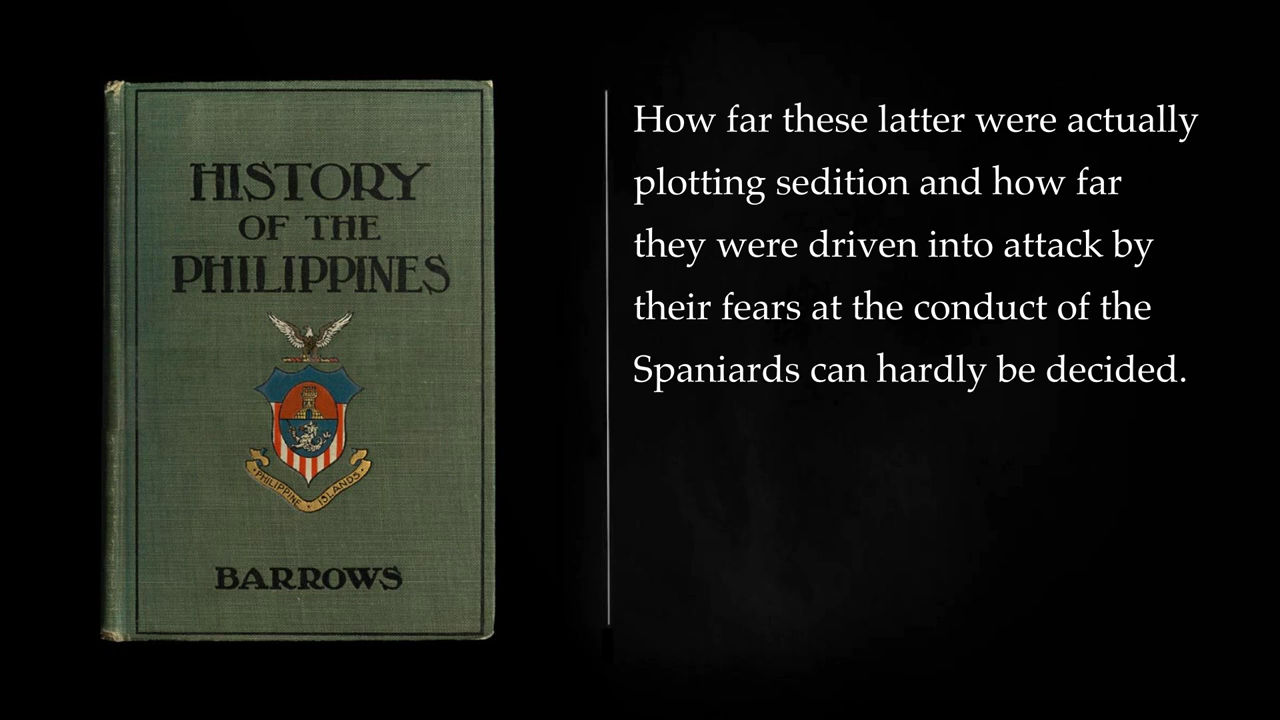 HISTORY
OF THE
PHILIPPINES
PHILIPPINE ISLANDS
BARROWS
How far these latter were actually
plotting sedition and how far
they were driven into attack by
their fears at the conduct of the
Spaniards can hardly be decided.